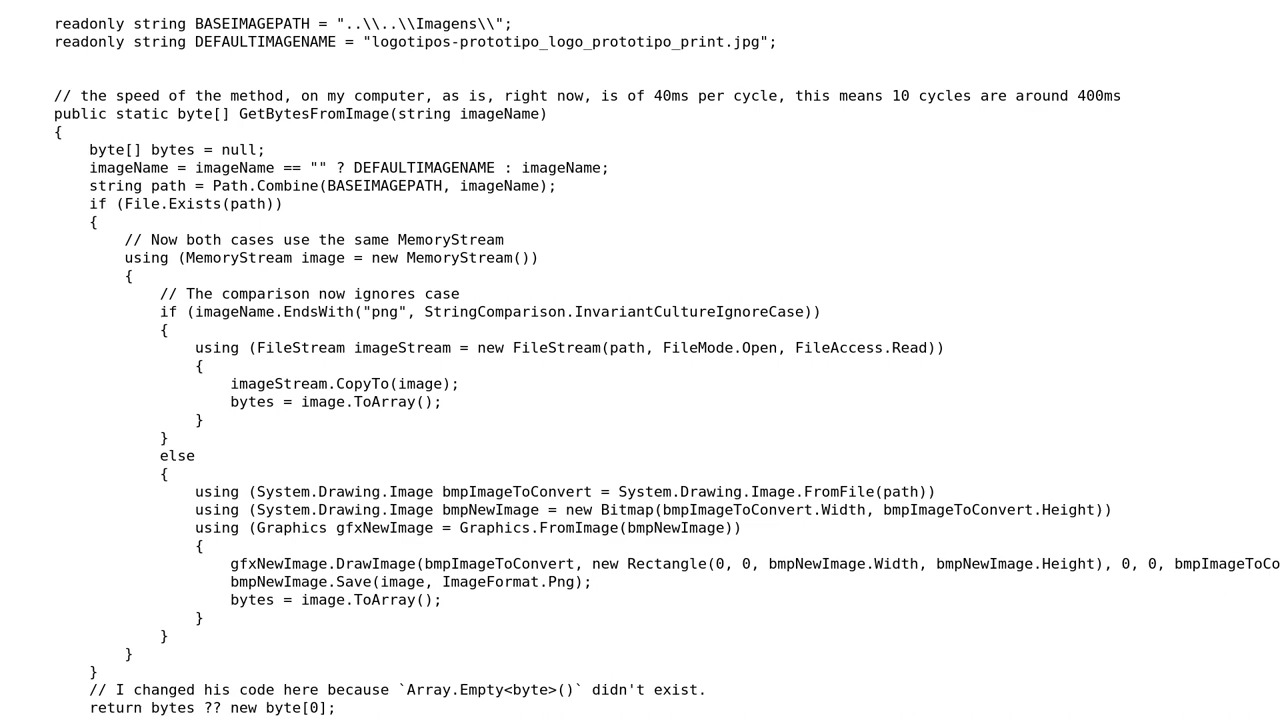 readonly string BASEIMAGEPATH = "..\\..\\Imagens\\";
readonly string DEFAULTIMAGENAME = "logotipos-prototipo_logo_prototipo_print.jpg";
// the speed of the method, on my computer, as is, right now, is of 40ms per cycle, this means 10 cycles are around 400ms
public static byte[] GetBytesFromImage(string imageName)
{
    byte[] bytes = null;
    imageName = imageName == "" ? DEFAULTIMAGENAME : imageName;
    string path = Path.Combine(BASEIMAGEPATH, imageName);
    if (File.Exists(path))
    {
        // Now both cases use the same MemoryStream
        using (MemoryStream image = new MemoryStream())
        {
            // The comparison now ignores case
            if (imageName.EndsWith("png", StringComparison.InvariantCultureIgnoreCase))
            {
                using (FileStream imageStream = new FileStream(path, FileMode.Open, FileAccess.Read))
                {
                    imageStream.CopyTo(image);
                    bytes = image.ToArray();
                }
            }
            else
            {
                using (System.Drawing.Image bmpImageToConvert = System.Drawing.Image.FromFile(path))
                using (System.Drawing.Image bmpNewImage = new Bitmap(bmpImageToConvert.Width, bmpImageToConvert.Height))
                using (Graphics gfxNewImage = Graphics.FromImage(bmpNewImage))
                {
                    gfxNewImage.DrawImage(bmpImageToConvert, new Rectangle(0, 0, bmpNewImage.Width, bmpNewImage.Height), 0, 0, bmpImageToCo
                    bmpNewImage.Save(image, ImageFormat.Png);
                    bytes = image.ToArray();
                }
            }
        }
    }
    // I changed his code here because `Array.Empty<byte>()` didn't exist.
    return bytes ?? new byte[0];